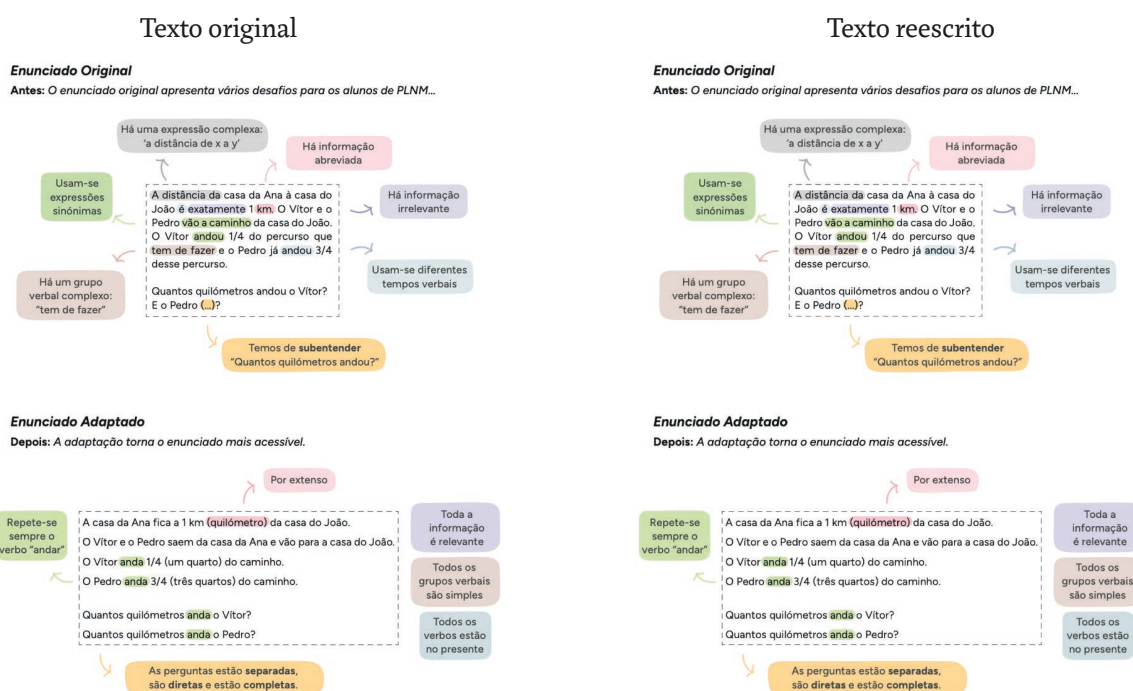 Texto original
Enunciado Original
Antes: O enunciado original apresenta vários desafios para os alunos de PLNM...
Há uma expressão complexa:
'a distância de x a y'
Há informação
abreviada
Usam-se
expressões
sinónimas
A distância da casa da Ana à casa do
João é exatamente 1 km. O Vítor e o
Pedro vão a caminho da casa do João.
O Vítor andou 1/4 do percurso que
tem de fazer e o Pedro já andou 3/4
desse percurso.
Quantos quilómetros andou o Vítor?
E o Pedro (...)?
Há informação
irrelevante
Há um grupo
verbal complexo:
"tem de fazer"
Usam-se diferentes
tempos verbais
Temos de subentender
"Quantos quilómetros andou?"
Enunciado Adaptado
Depois: A adaptação torna o enunciado mais acessível.
Por extenso
Repete-se
sempre o
verbo "andar"
A casa da Ana fica a 1 km (quilómetro) da casa do João.
O Vítor e o Pedro saem da casa da Ana e vão para a casa do João.
O Vítor anda 1/4 (um quarto) do caminho.
O Pedro anda 3/4 (três quartos) do caminho.
Quantos quilómetros anda o Vítor?
Quantos quilómetros anda o Pedro?
Toda a
informação
é relevante
Todos os
grupos verbais
são simples
Todos os
verbos estão
no presente
As perguntas estão separadas,
são diretas e estão completas.
Texto reescrito
Enunciado Original
Antes: O enunciado original apresenta vários desafios para os alunos de PLNM...
Há uma expressão complexa:
'a distância de x a y'
Há informação
abreviada
Usam-se
expressões
sinónimas
A distância da casa da Ana à casa do
João é exatamente 1 km. O Vítor e o
Pedro vão a caminho da casa do João.
O Vítor andou 1/4 do percurso que
tem de fazer e o Pedro já andou 3/4
desse percurso.
Quantos quilómetros andou o Vítor?
E o Pedro (...)?
Há informação
irrelevante
Há um grupo
verbal complexo:
"tem de fazer"
Usam-se diferentes
tempos verbais
Temos de subentender
"Quantos quilómetros andou?"
Enunciado Adaptado
Depois: A adaptação torna o enunciado mais acessível.
Por extenso
Repete-se
sempre o
verbo "andar"
A casa da Ana fica a 1 km (quilómetro) da casa do João.
O Vítor e o Pedro saem da casa da Ana e vão para a casa do João.
O Vítor anda 1/4 (um quarto) do caminho.
O Pedro anda 3/4 (três quartos) do caminho.
Quantos quilómetros anda o Vítor?
Quantos quilómetros anda o Pedro?
Toda a
informação
é relevante
Todos os
grupos verbais
são simples
Todos os
verbos estão
no presente
As perguntas estão separadas,
são diretas e estão completas.